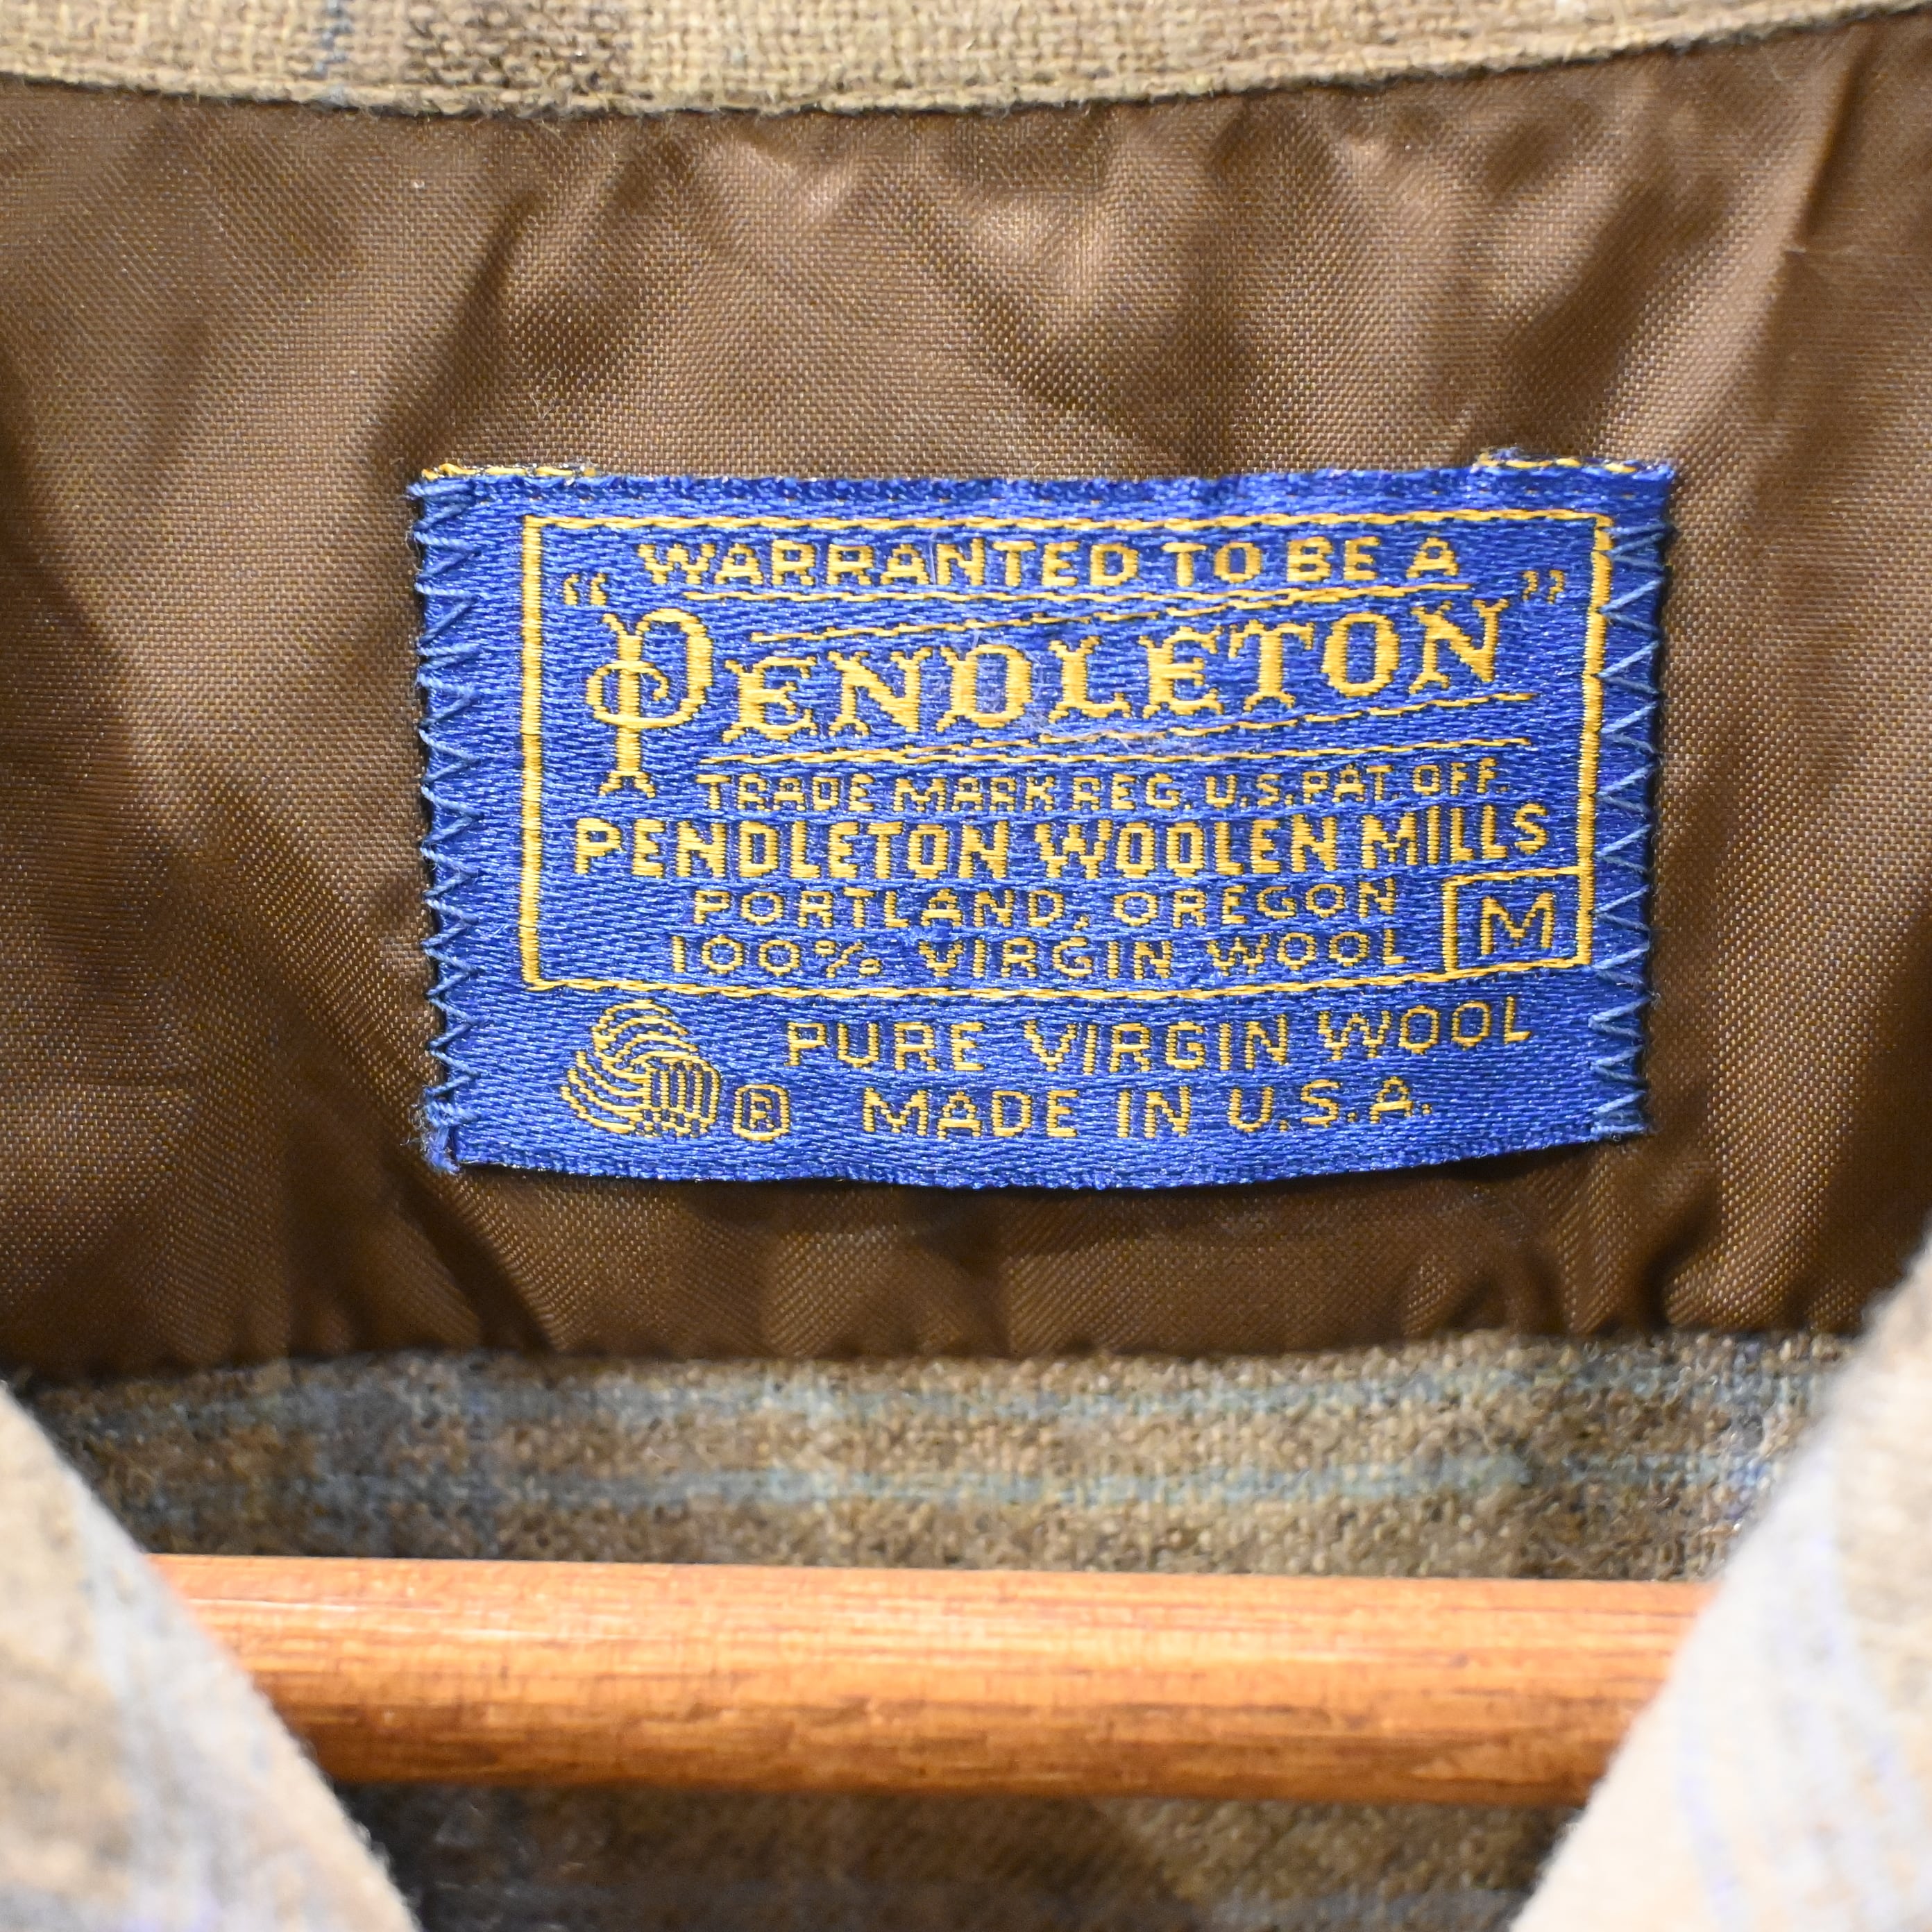 WARRANTED TO BE A
“PENDLETON”
TRADE MARK REG. U.S. PAT. OFF.
PENDLETON WOOLEN MILLS
PORTLAND, OREGON
100% VIRGIN WOOL M
PURE VIRGIN WOOL
® MADE IN U.S.A.